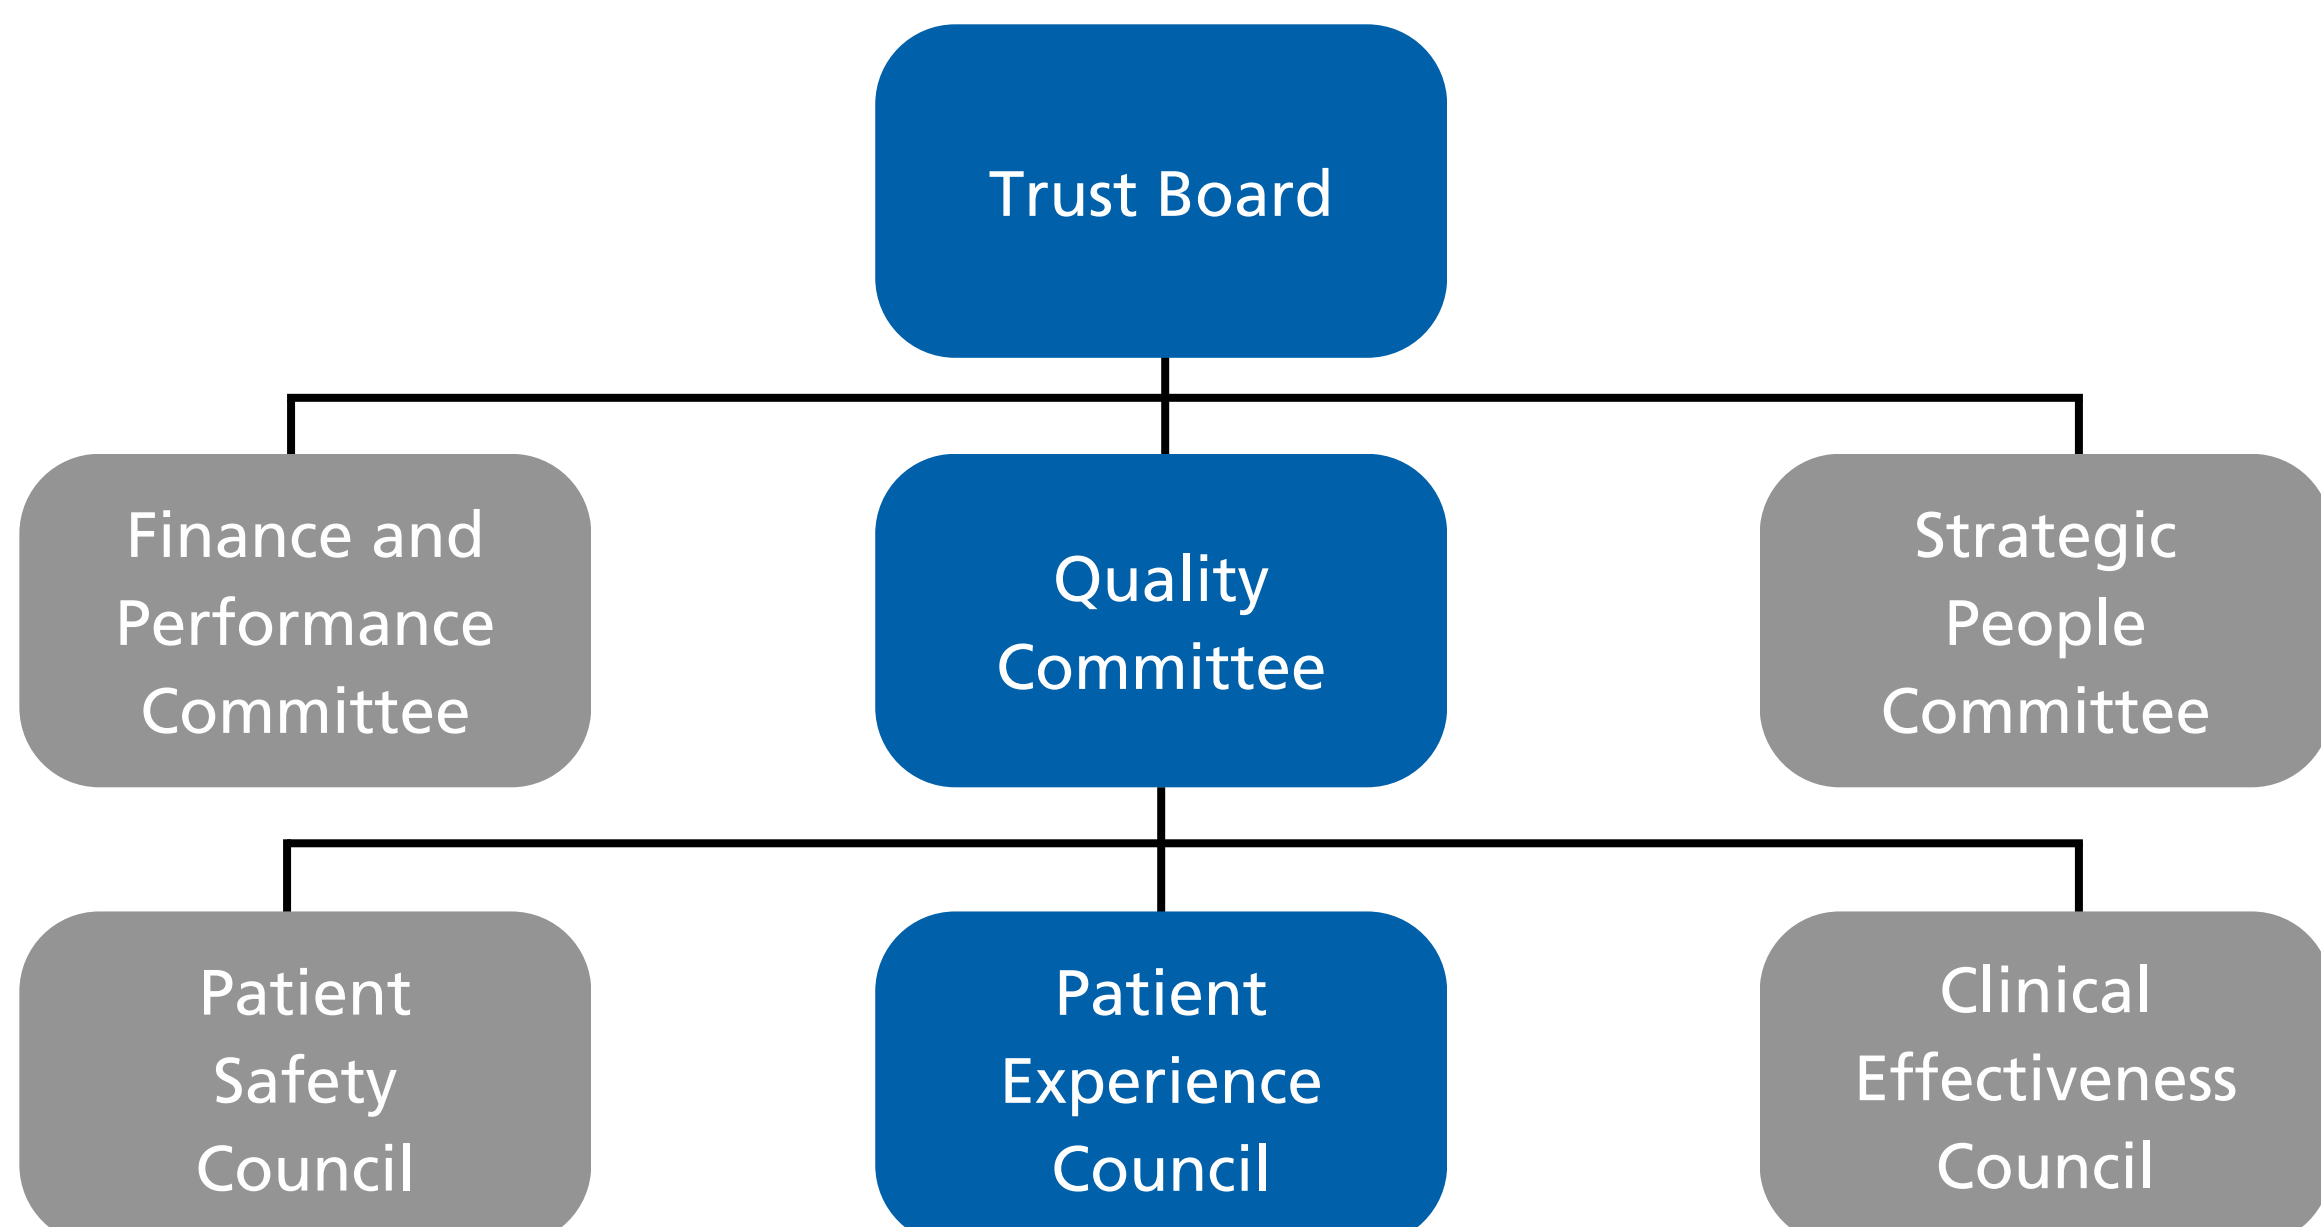 Trust Board
Finance and
Performance
Committee
Quality
Committee
Strategic
People
Committee
Patient
Safety
Council
Patient
Experience
Council
Clinical
Effectiveness
Council